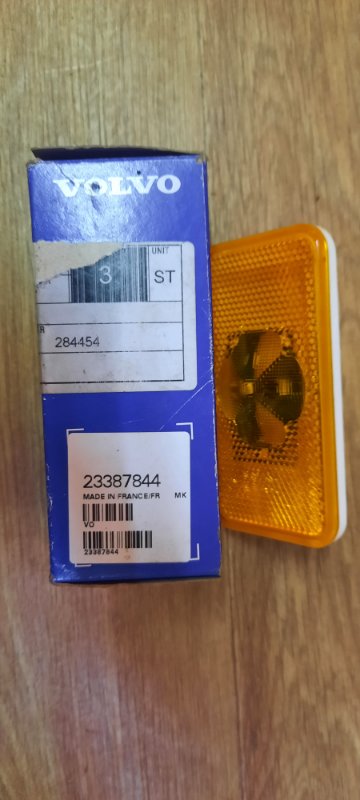 VOLVO
UNIT
3
ST
R
284454
23387844
MADE IN FRANCE/FR MK
VO
23387844